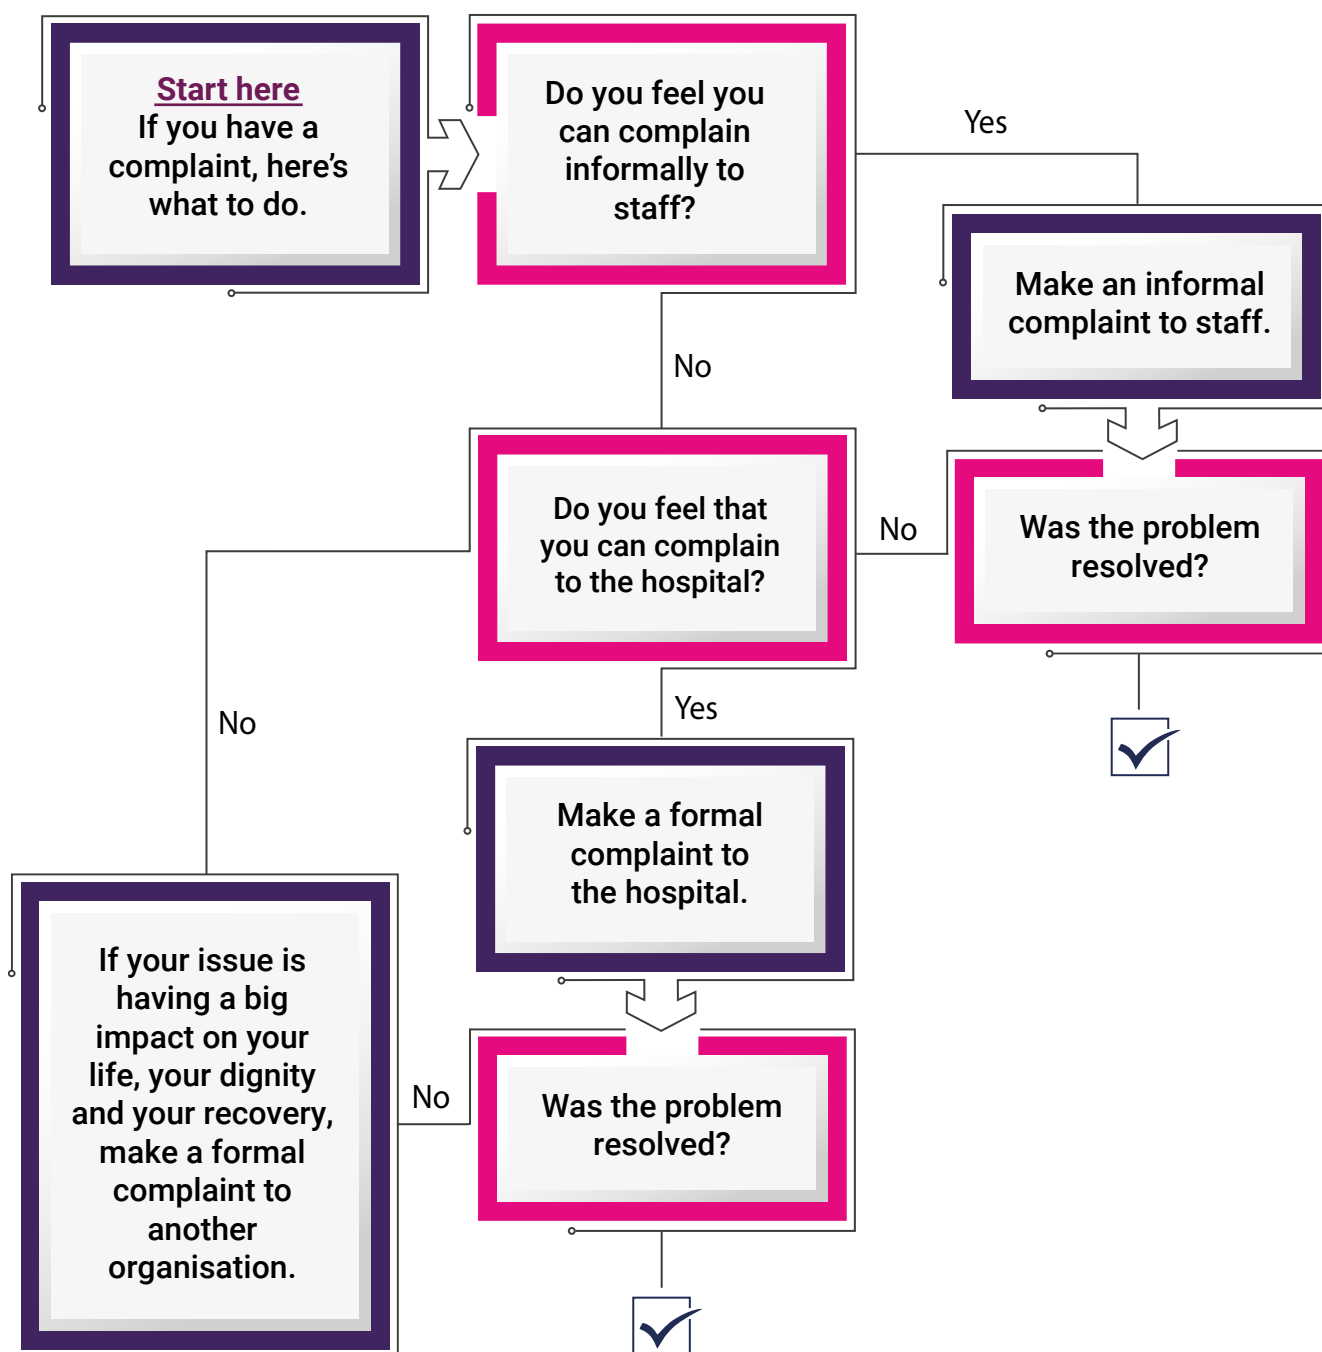 Start here
If you have a
complaint, here’s
what to do.
Do you feel you
can complain
informally to
staff?
Yes
Make an informal
complaint to staff.
No
Do you feel that
you can complain
to the hospital?
No
Was the problem
resolved?
No
Yes
Make a formal
complaint to
the hospital.
If your issue is
having a big
impact on your
life, your dignity
and your recovery,
make a formal
complaint to
another
organisation.
No
Was the problem
resolved?